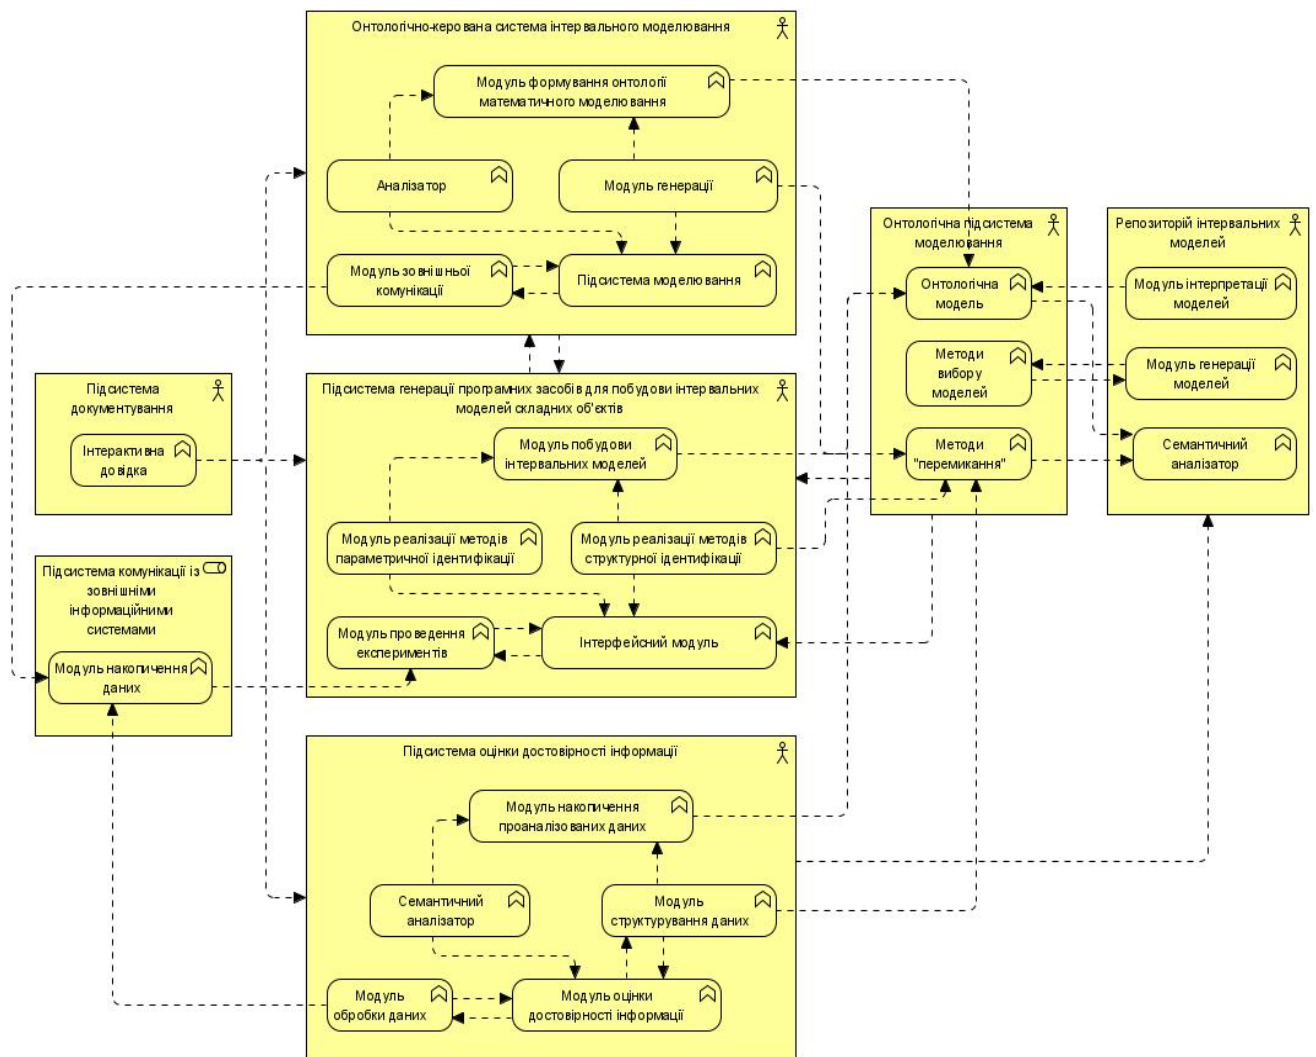 Онтологічно-керована система інтервального моделювання
Модуль формування онтології
математичного моделювання
Аналізатор
Модуль генерації
Модуль зовнішньої
комунікації
Підсистема моделювання
Онтологічна підсистема
моделювання
Онтологічна
модель
Методи
вибору
моделей
Методи
"перемикання"
Репозиторій інтервальних
моделей
Модуль інтерпретації
моделей
Модуль генерації
моделей
Семантичний
аналізатор
Підсистема
документування
Інтерактивна
довідка
Підсистема генерації програмних засобів для побудови інтервальних
моделей складних об'єктів
Модуль побудови
інтервальних моделей
Модуль реалізації методів
параметричної ідентифікації
Модуль реалізації методів
структурної ідентифікації
Модуль проведення
експериментів
Інтерфейсний модуль
Підсистема комунікації із
зовнішніми
інформаційними
системами
Модуль накопичення
даних
Підсистема оцінки достовірності інформації
Модуль накопичення
проаналізованих даних
Семантичний
аналізатор
Модуль
структурування даних
Модуль
обробки даних
Модуль оцінки
достовірності інформації